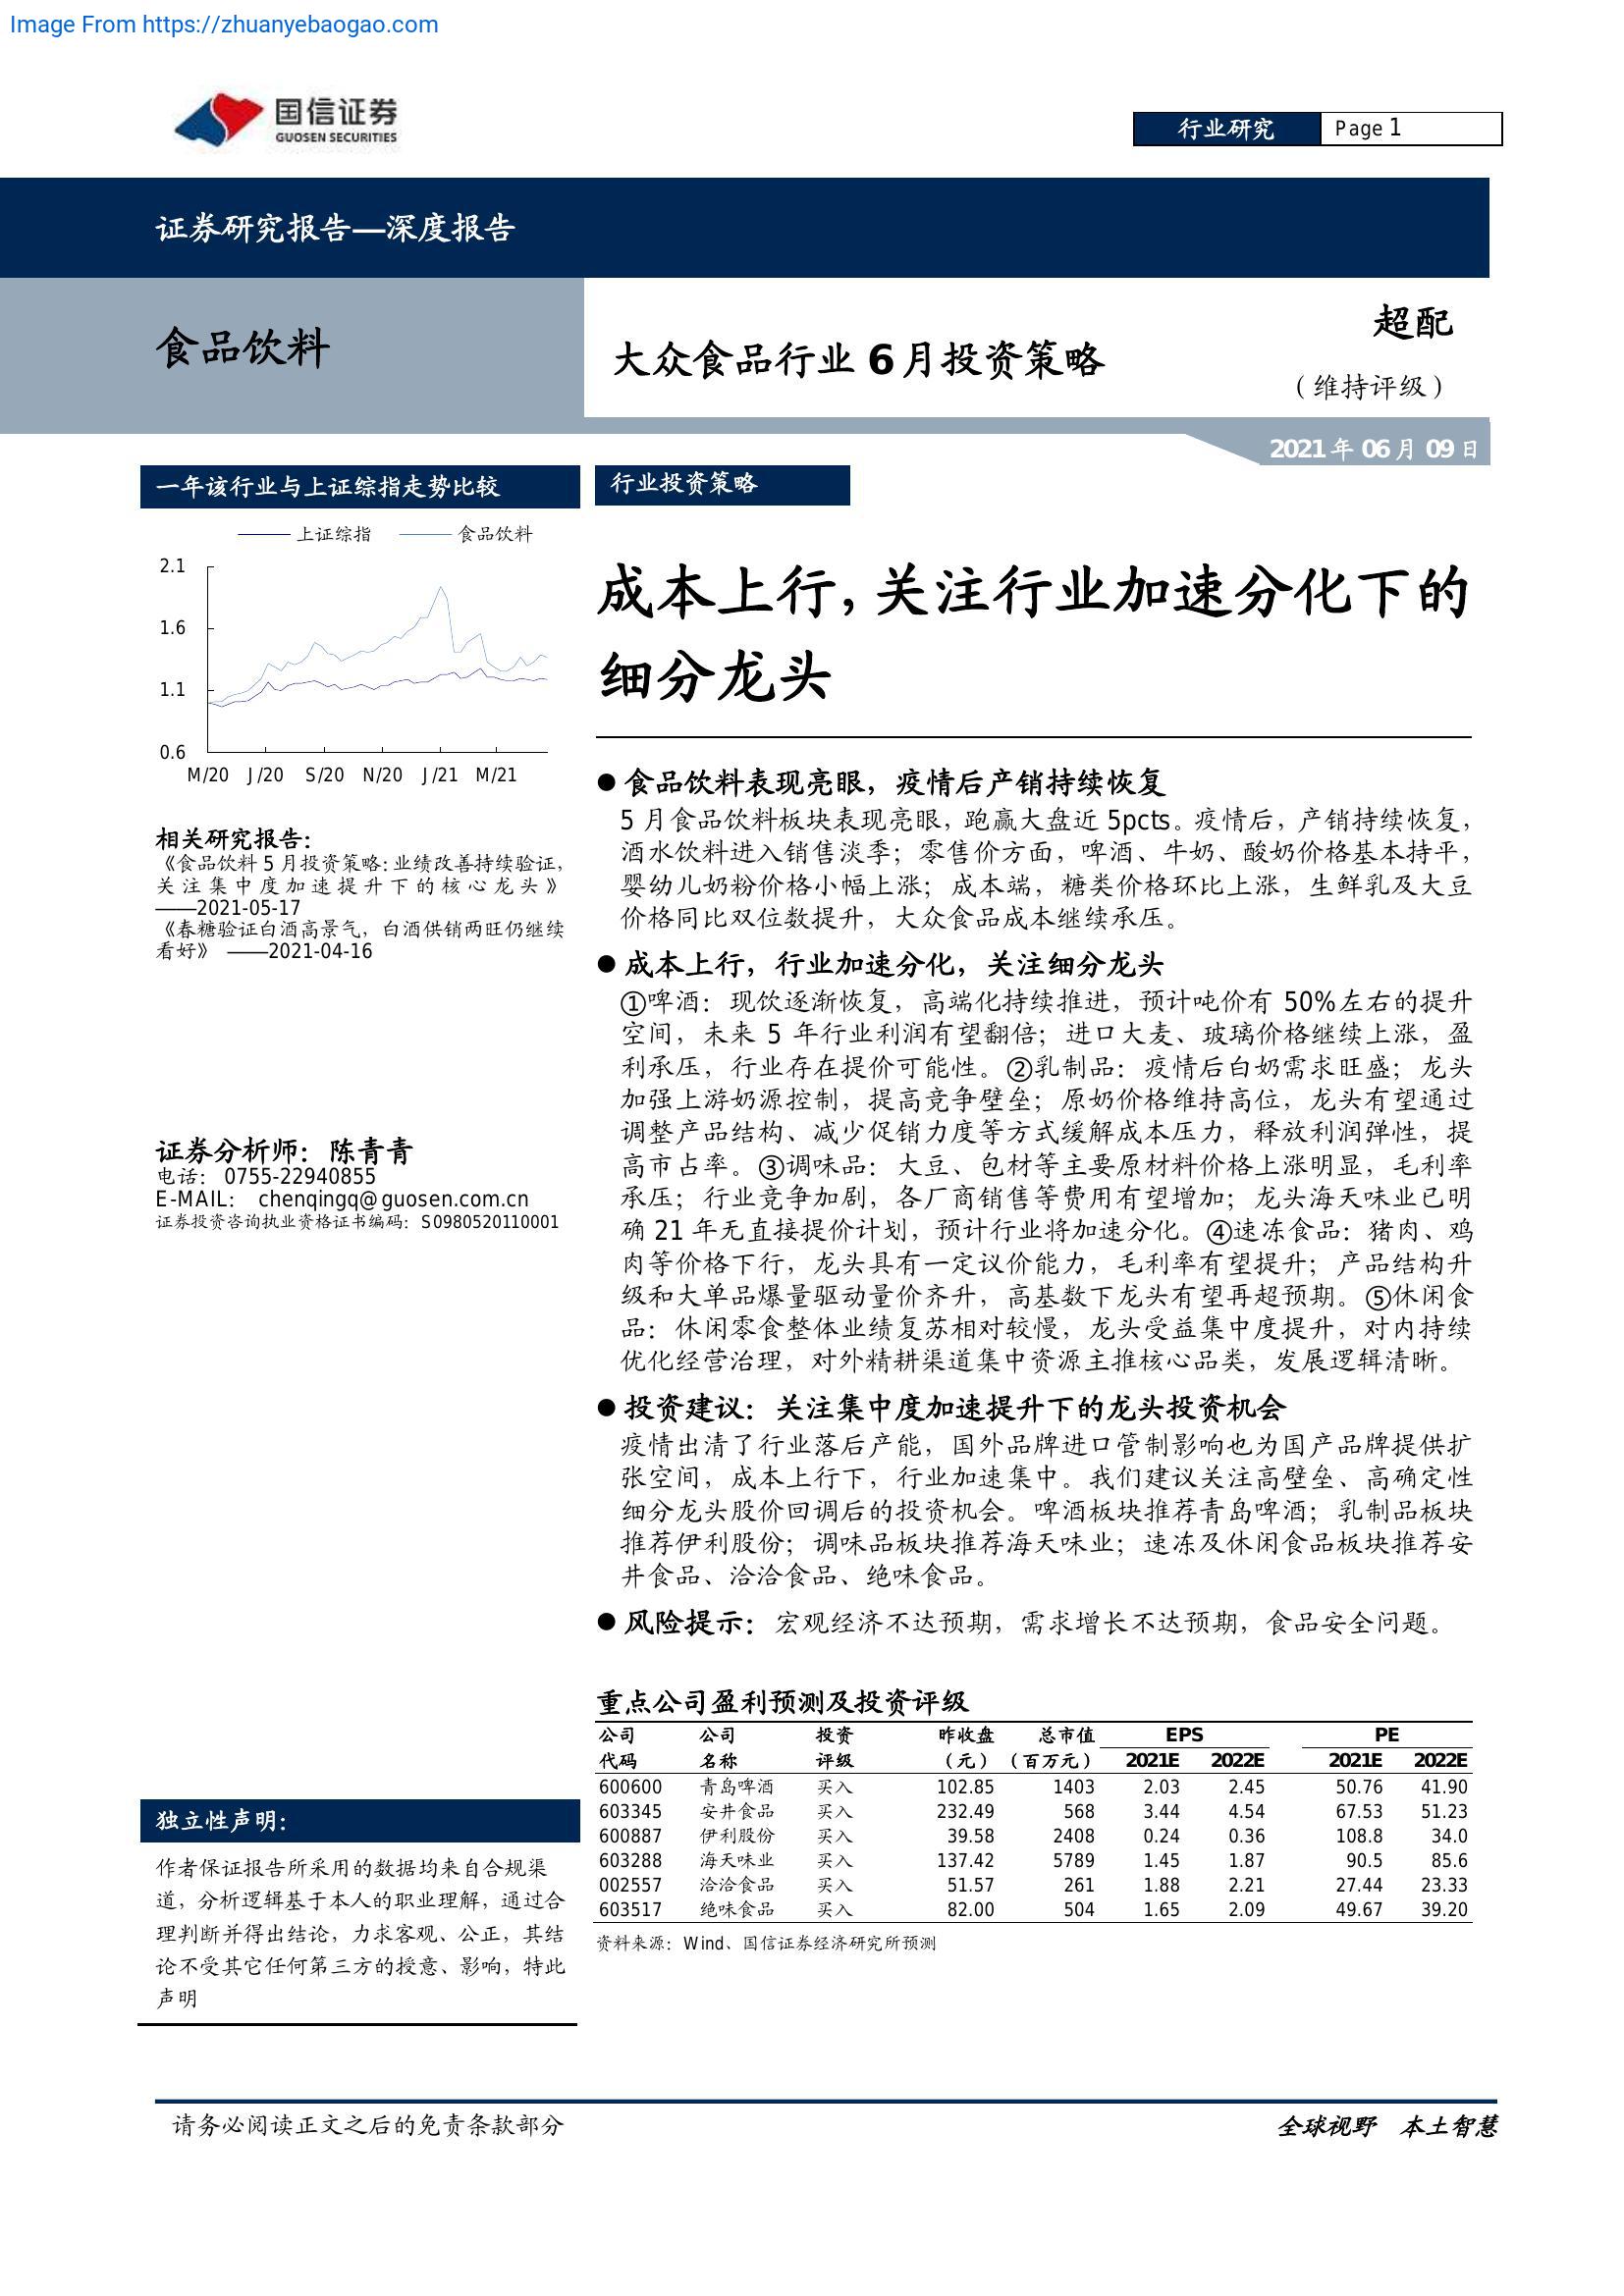 Image From https://zhuanyebaogao.com
国信证券
GUOSEN SECURITIES
行业研究
Page 1
证券研究报告—深度报告
食品饮料
大众食品行业 6 月投资策略
超配
（维持评级）
2021 年 06 月 09 日
一年该行业与上证综指走势比较
上证综指 食品饮料
2.1
1.6
1.1
0.6
M/20 J/20 S/20 N/20 J/21 M/21
相关研究报告：
《食品饮料 5 月投资策略：业绩改善持续验证，
关注集中度加速提升下的核心龙头》
——2021-05-17
《春糖验证白酒高景气，白酒供销两旺仍继续
看好》 ——2021-04-16
证券分析师：陈青青
电话： 0755-22940855
E-MAIL： chenqingq@guosen.com.cn
证券投资咨询执业资格证书编码：S0980520110001
独立性声明：
作者保证报告所采用的数据均来自合规渠
道，分析逻辑基于本人的职业理解，通过合
理判断并得出结论，力求客观、公正，其结
论不受其它任何第三方的授意、影响，特此
声明
行业投资策略
成本上行，关注行业加速分化下的
细分龙头
● 食品饮料表现亮眼，疫情后产销持续恢复
5 月食品饮料板块表现亮眼，跑赢大盘近 5pcts。疫情后，产销持续恢复，
酒水饮料进入销售淡季；零售价方面，啤酒、牛奶、酸奶价格基本持平，
婴幼儿奶粉价格小幅上涨；成本端，糖类价格环比上涨，生鲜乳及大豆
价格同比双位数提升，大众食品成本继续承压。
● 成本上行，行业加速分化，关注细分龙头
①啤酒：现饮逐渐恢复，高端化持续推进，预计吨价有 50%左右的提升
空间，未来 5 年行业利润有望翻倍；进口大麦、玻璃价格继续上涨，盈
利承压，行业存在提价可能性。②乳制品：疫情后白奶需求旺盛；龙头
加强上游奶源控制，提高竞争壁垒；原奶价格维持高位，龙头有望通过
调整产品结构、减少促销力度等方式缓解成本压力，释放利润弹性，提
高市占率。③调味品：大豆、包材等主要原材料价格上涨明显，毛利率
承压；行业竞争加剧，各厂商销售等费用有望增加；龙头海天味业已明
确 21 年无直接提价计划，预计行业将加速分化。④速冻食品：猪肉、鸡
肉等价格下行，龙头具有一定议价能力，毛利率有望提升；产品结构升
级和大单品爆量驱动量价齐升，高基数下龙头有望再超预期。⑤休闲食
品：休闲零食整体业绩复苏相对较慢，龙头受益集中度提升，对内持续
优化经营治理，对外精耕渠道集中资源主推核心品类，发展逻辑清晰。
● 投资建议：关注集中度加速提升下的龙头投资机会
疫情出清了行业落后产能，国外品牌进口管制影响也为国产品牌提供扩
张空间，成本上行下，行业加速集中。我们建议关注高壁垒、高确定性
细分龙头股价回调后的投资机会。啤酒板块推荐青岛啤酒；乳制品板块
推荐伊利股份；调味品板块推荐海天味业；速冻及休闲食品板块推荐安
井食品、洽洽食品、绝味食品。
● 风险提示：宏观经济不达预期，需求增长不达预期，食品安全问题。
重点公司盈利预测及投资评级
公司 公司 投资 昨收盘 总市值 EPS PE
代码 名称 评级 （元） （百万元） 2021E 2022E 2021E 2022E
600600 青岛啤酒 买入 102.85 1403 2.03 2.45 50.76 41.90
603345 安井食品 买入 232.49 568 3.44 4.54 67.53 51.23
600887 伊利股份 买入 39.58 2408 0.24 0.36 108.8 34.0
603288 海天味业 买入 137.42 5789 1.45 1.87 90.5 85.6
002557 洽洽食品 买入 51.57 261 1.88 2.21 27.44 23.33
603517 绝味食品 买入 82.00 504 1.65 2.09 49.67 39.20
资料来源：Wind、国信证券经济研究所预测
请务必阅读正文之后的免责条款部分
全球视野 本土智慧